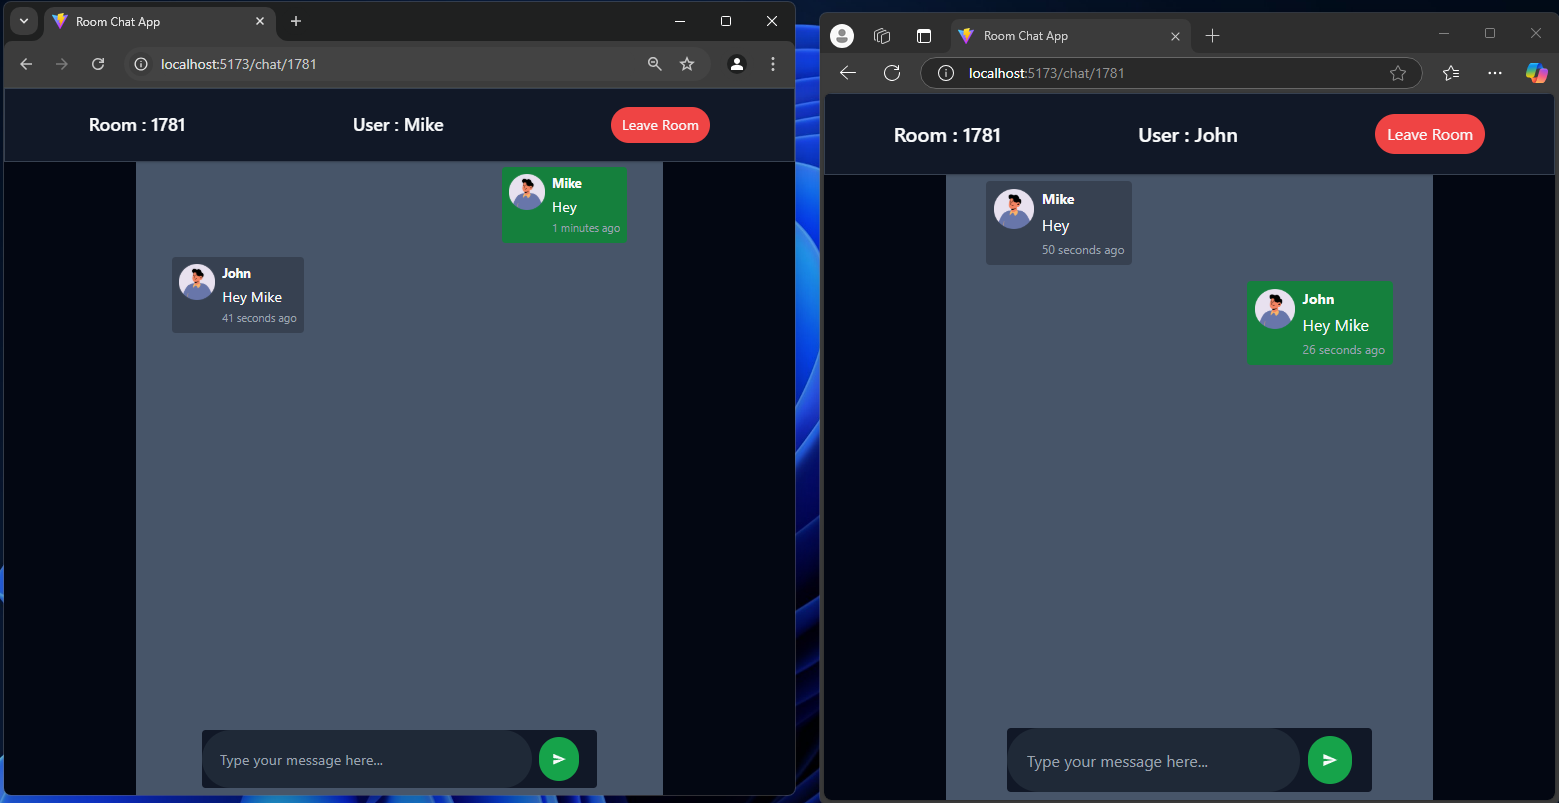 Room Chat App
localhost:5173/chat/1781
Room : 1781
User : Mike
Leave Room
Mike
Hey
1 minutes ago
John
Hey Mike
41 seconds ago
Type your message here...
Room Chat App
localhost:5173/chat/1781
Room : 1781
User : John
Leave Room
Mike
Hey
50 seconds ago
John
Hey Mike
26 seconds ago
Type your message here...